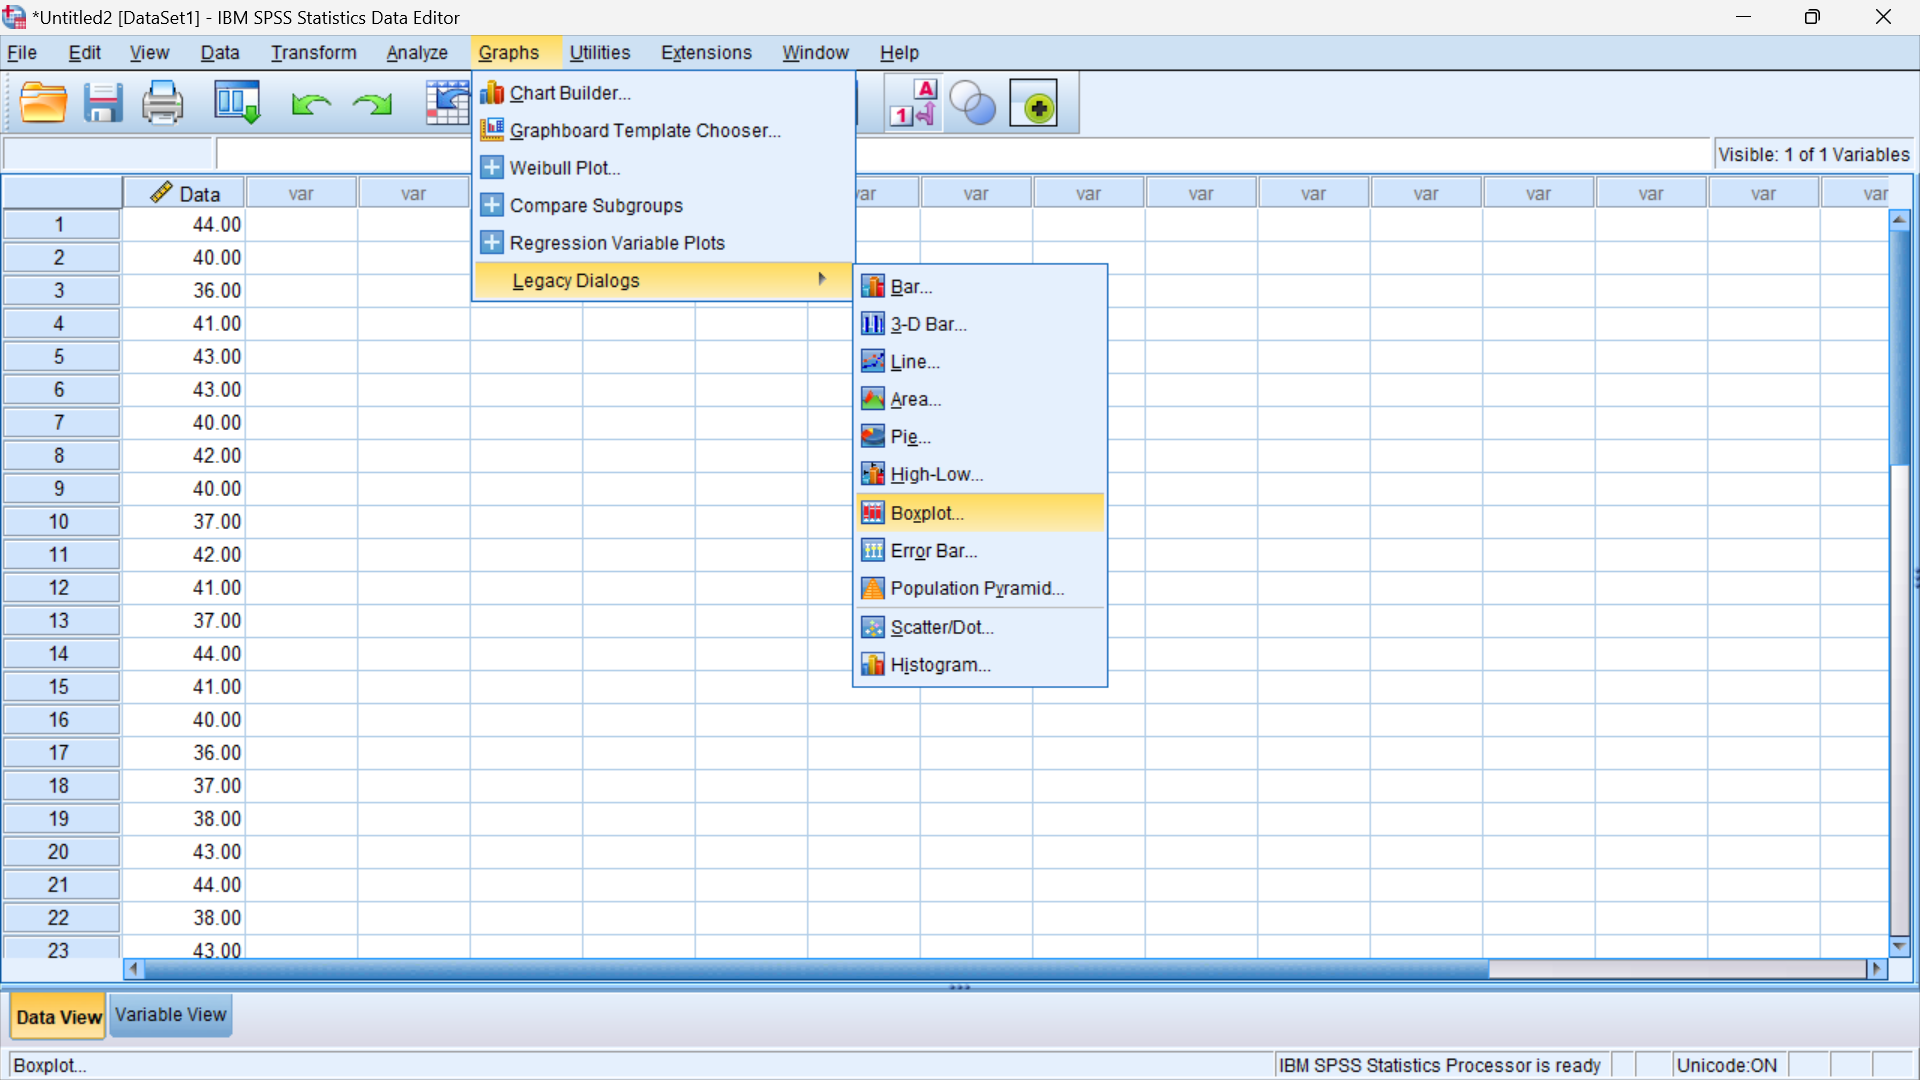 *Untitled2 [DataSet1] - IBM SPSS Statistics Data Editor
File Edit View Data Transform Analyze Graphs Utilities Extensions Window Help
Chart Builder...
Graphboard Template Chooser...
Weibull Plot...
Compare Subgroups
Regression Variable Plots
Legacy Dialogs
Bar...
3-D Bar...
Line...
Area...
Pie...
High-Low...
Boxplot...
Error Bar...
Population Pyramid...
Scatter/Dot...
Histogram...
A
1
Visible: 1 of 1 Variables
Data var var var var var var var var var var var var
1 44.00
2 40.00
3 36.00
4 41.00
5 43.00
6 43.00
7 40.00
8 42.00
9 40.00
10 37.00
11 42.00
12 41.00
13 37.00
14 44.00
15 41.00
16 40.00
17 36.00
18 37.00
19 38.00
20 43.00
21 44.00
22 38.00
23 43.00
Data View Variable View
Boxplot... IBM SPSS Statistics Processor is ready Unicode:ON